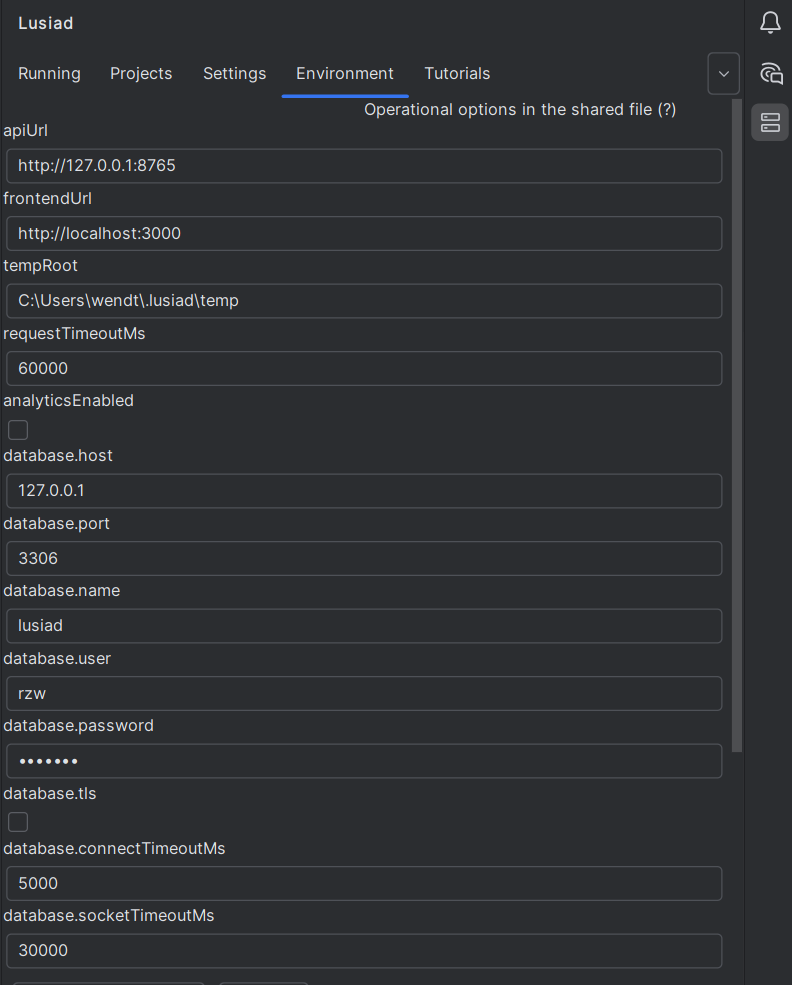 Lusiad
Running Projects Settings Environment Tutorials
Operational options in the shared file (?)
apiUrl
http://127.0.0.1:8765
frontendUrl
http://localhost:3000
tempRoot
C:\Users\wendt\.lusiad\temp
requestTimeoutMs
60000
analyticsEnabled
database.host
127.0.0.1
database.port
3306
database.name
lusiad
database.user
rzw
database.password
•••••••
database.tls
database.connectTimeoutMs
5000
database.socketTimeoutMs
30000